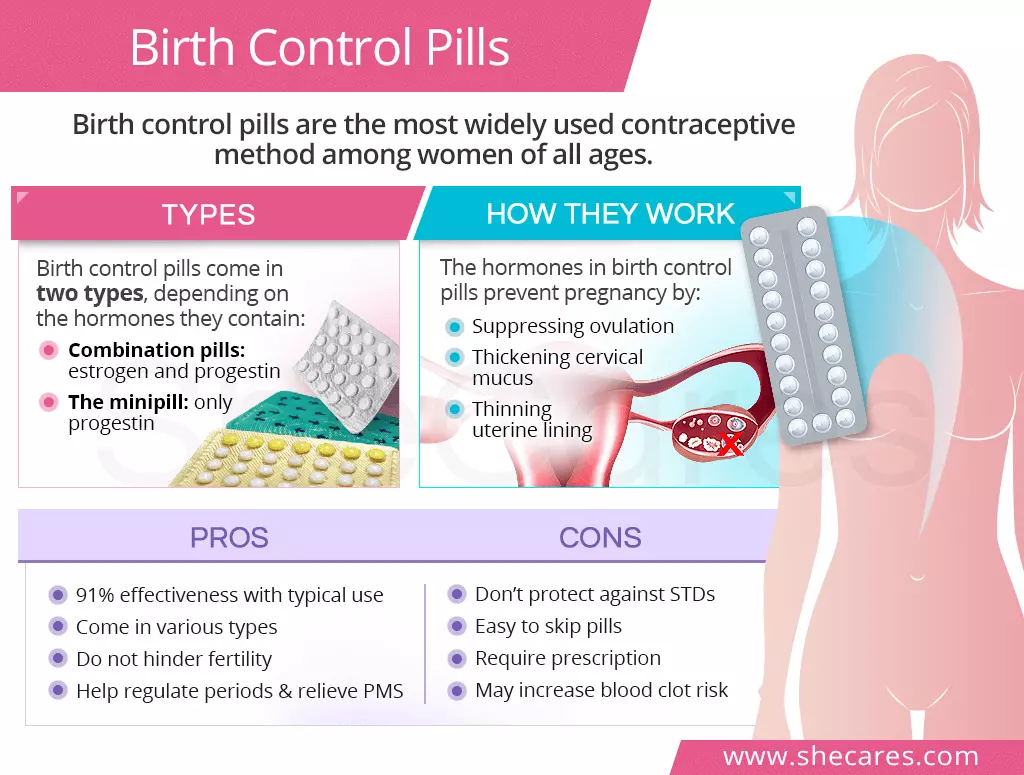 Birth Control Pills
Birth control pills are the most widely used contraceptive
method among women of all ages.
TYPES
Birth control pills come in
two types, depending on
the hormones they contain:
Combination pills:
estrogen and progestin
The minipill: only
progestin
HOW THEY WORK
The hormones in birth control
pills prevent pregnancy by:
Suppressing ovulation
Thickening cervical
mucus
Thinning
uterine lining
SheCares
PROS
91% effectiveness with typical use
Come in various types
Do not hinder fertility
Help regulate periods & relieve PMS
CONS
Don't protect against STDs
Easy to skip pills
Require prescription
May increase blood clot risk
www.shecares.com